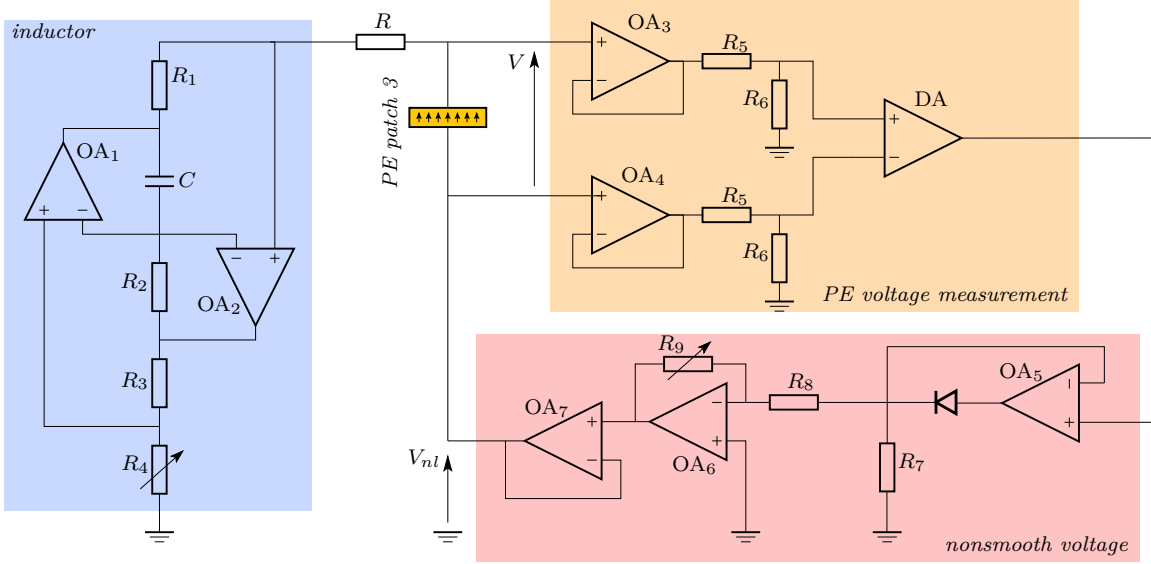 inductor
R
OA3
R5
V
R1
R6
DA
+
−
OA1
C
PE patch 3
OA4
+
−
R5
+
−
−
+
R2
R6
OA2
PE voltage measurement
R9
R3
R8
OA5
OA7
−
+
R4
Vnl
+
−
−
+
OA6
R7
nonsmooth voltage